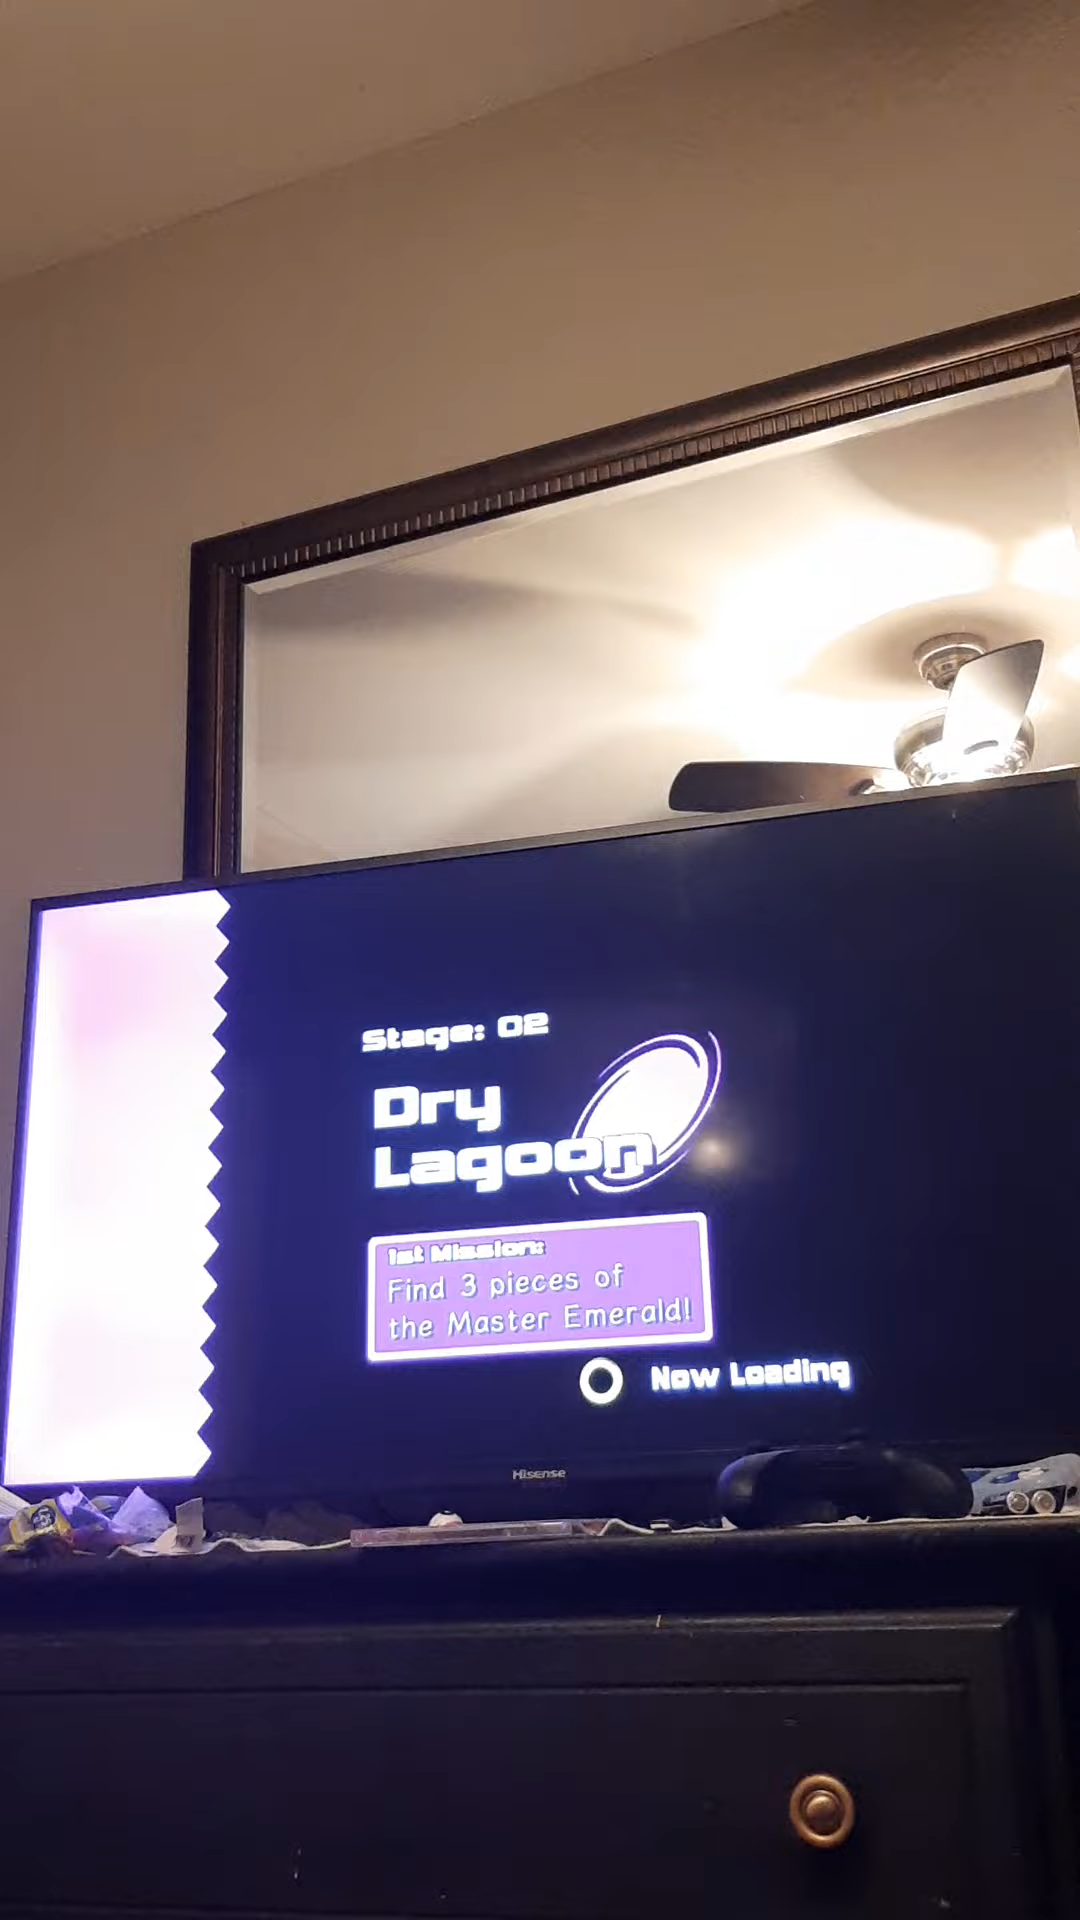 Stage: 02
Dry
Lagoon
1st Mission:
Find 3 pieces of
the Master Emerald!
Now Loading
Hisense